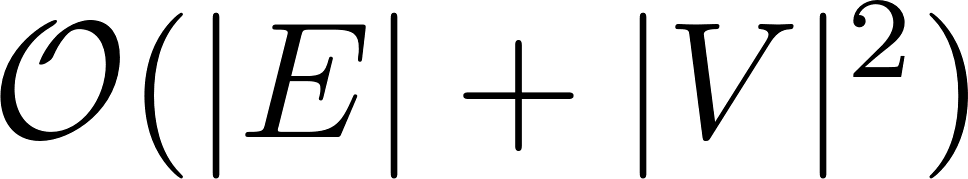 O(|E| + |V|²)